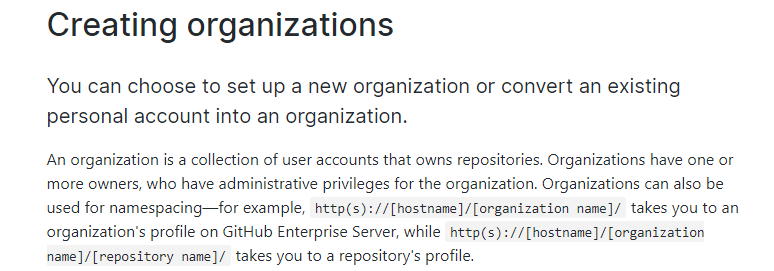 Creating organizations
You can choose to set up a new organization or convert an existing
personal account into an organization.
An organization is a collection of user accounts that owns repositories. Organizations have one or
more owners, who have administrative privileges for the organization. Organizations can also be
used for namespacing—for example, http(s)://[hostname]/[organization name]/ takes you to an
organization's profile on GitHub Enterprise Server, while http(s)://[hostname]/[organization
name]/[repository name]/ takes you to a repository's profile.